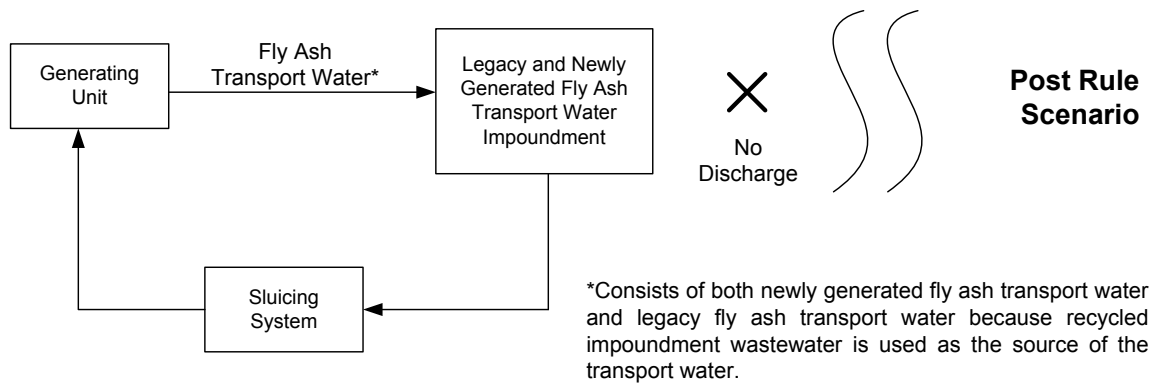 Generating
Unit
Fly Ash
Transport Water*
Legacy and Newly
Generated Fly Ash
Transport Water
Impoundment
No
Discharge
Post Rule
Scenario
Sluicing
System
*Consists of both newly generated fly ash transport water
and legacy fly ash transport water because recycled
impoundment wastewater is used as the source of the
transport water.